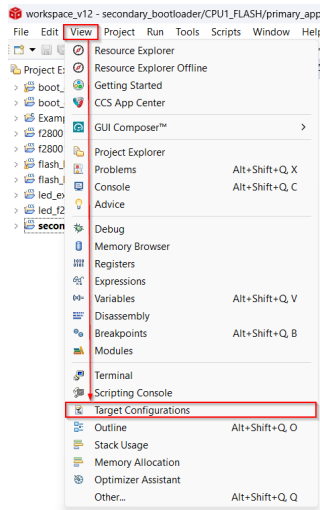 workspace_v12 - secondary_bootloader/CPU1_FLASH/primary_app
File Edit View Project Run Tools Scripts Window Help
Project Ex
boot_
boot_
Examp
f2800
f2800
flash_
flash_
led_ex
led_f2
secon
Resource Explorer
Resource Explorer Offline
Getting Started
CCS App Center
GUI Composer™ >
Project Explorer
Problems Alt+Shift+Q, X
Console Alt+Shift+Q, C
Advice
Debug
Memory Browser
Registers
Expressions
Variables Alt+Shift+Q, V
Disassembly
Breakpoints Alt+Shift+Q, B
Modules
Terminal
Scripting Console
Target Configurations
Outline Alt+Shift+Q, O
Stack Usage
Memory Allocation
Optimizer Assistant
Other... Alt+Shift+Q, Q